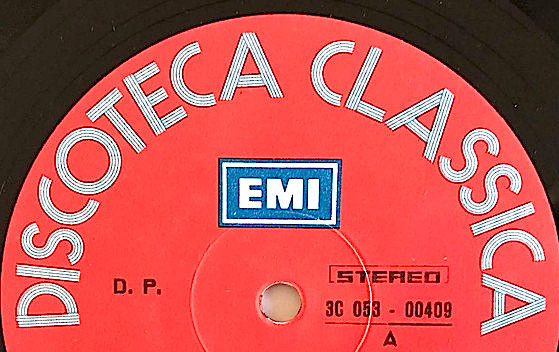 DISCOTECA CLASSICA
EMI
STEREO
D. P.
3C 053 - 00409
A